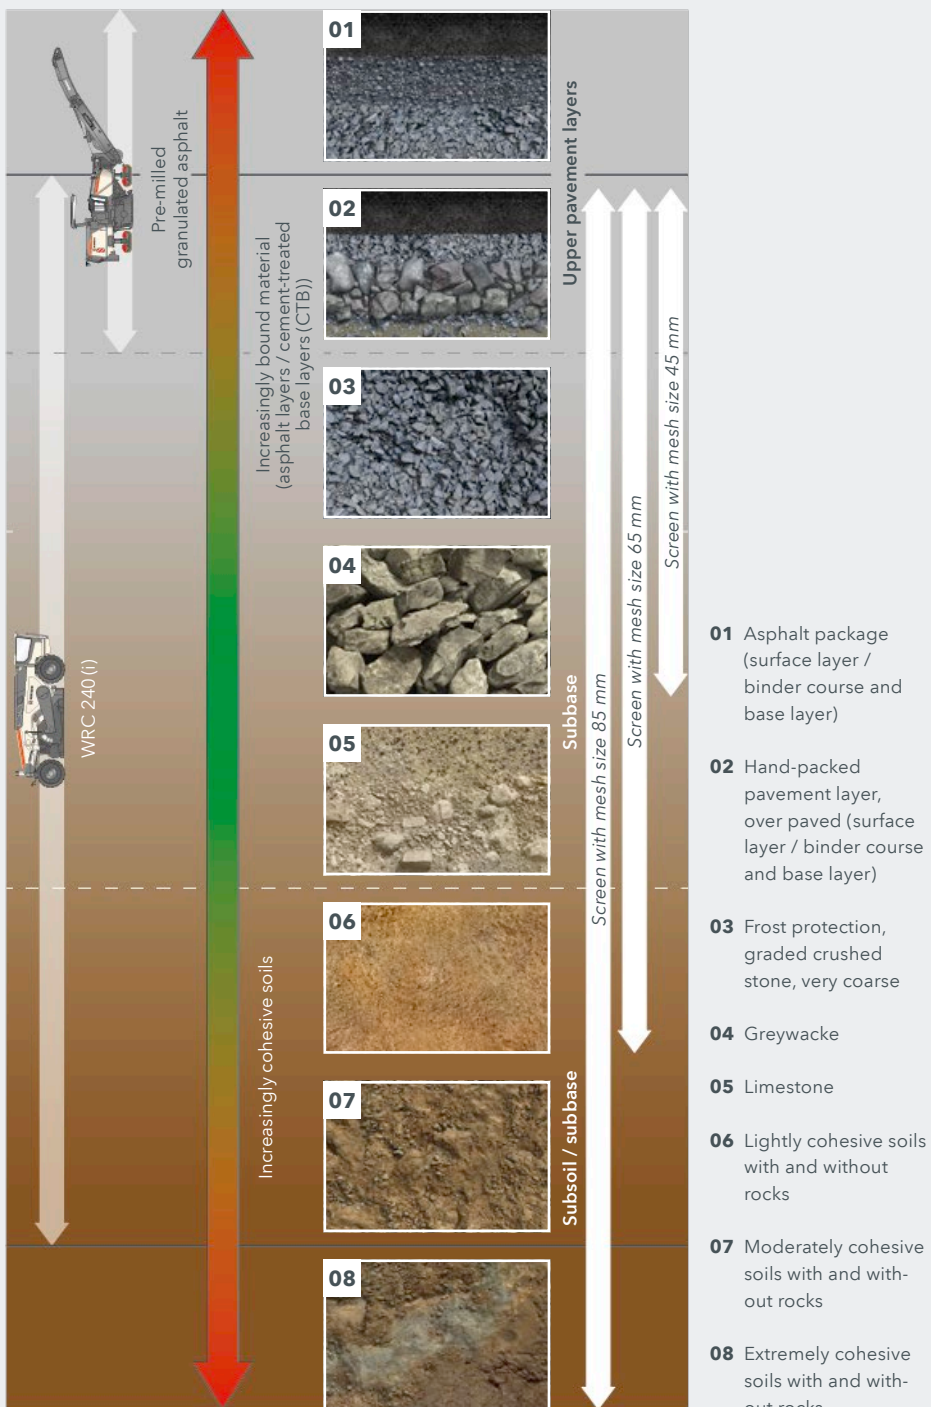 01
02
03
04
05
06
07
08
Pre-milled
granulated asphalt
Increasingly bound material
(asphalt layers / cement-treated
base layers (CTB))
Upper pavement layers
Screen with mesh size 45 mm
Screen with mesh size 65 mm
Screen with mesh size 85 mm
WRC 240 (i)
Subbase
Increasingly cohesive soils
Subsoil / subbase
01 Asphalt package
(surface layer /
binder course and
base layer)
02 Hand-packed
pavement layer,
over paved (surface
layer / binder course
and base layer)
03 Frost protection,
graded crushed
stone, very coarse
04 Greywacke
05 Limestone
06 Lightly cohesive soils
with and without
rocks
07 Moderately cohesive
soils with and with-
out rocks
08 Extremely cohesive
soils with and with-
out rocks